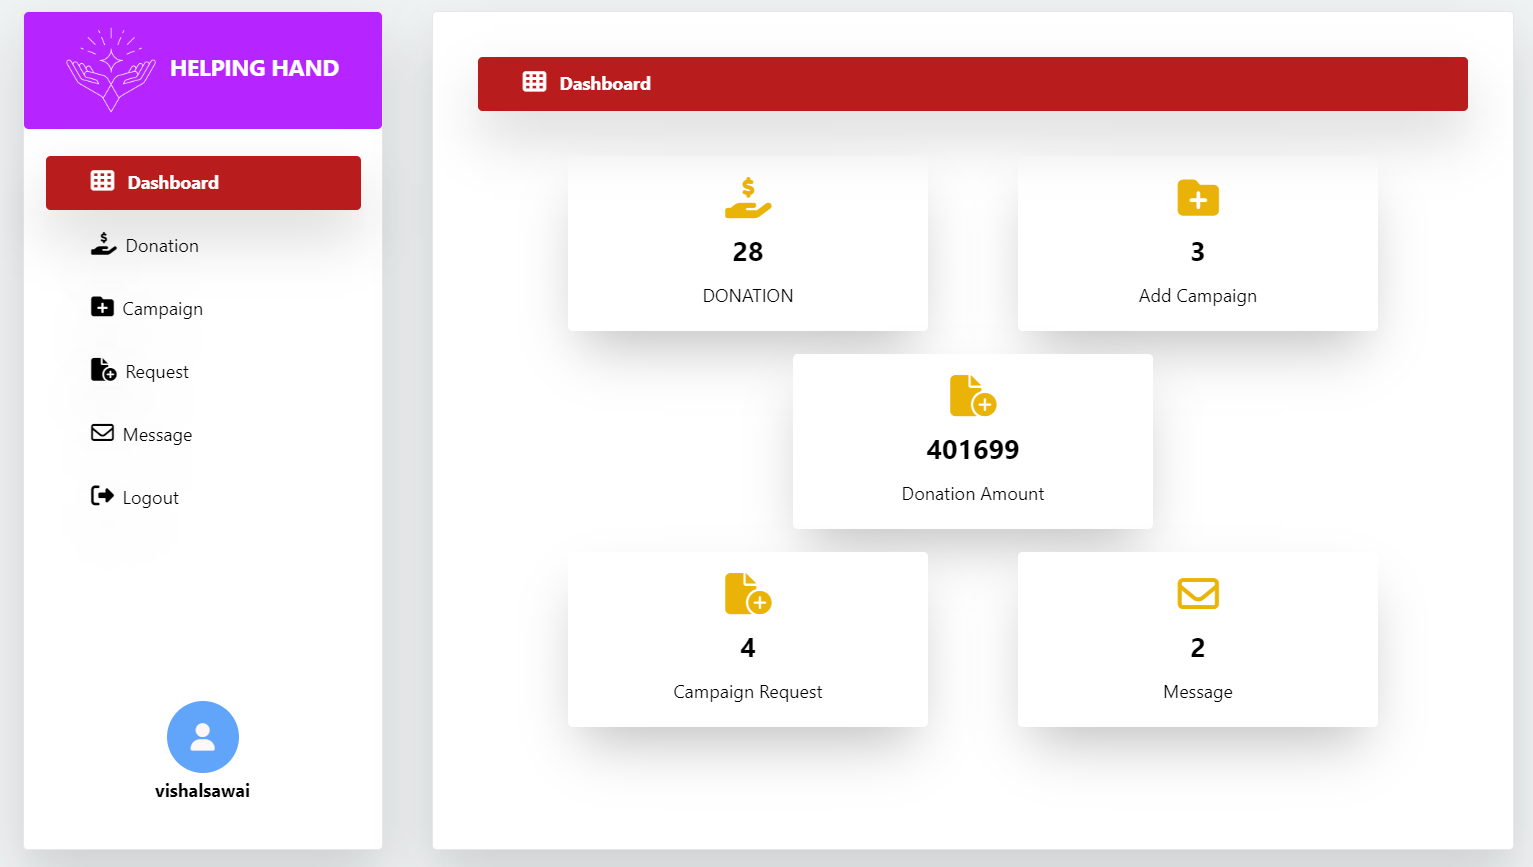 HELPING HAND
Dashboard
Donation
Campaign
Request
Message
Logout
vishalsawai
Dashboard
28
DONATION
3
Add Campaign
401699
Donation Amount
4
Campaign Request
2
Message